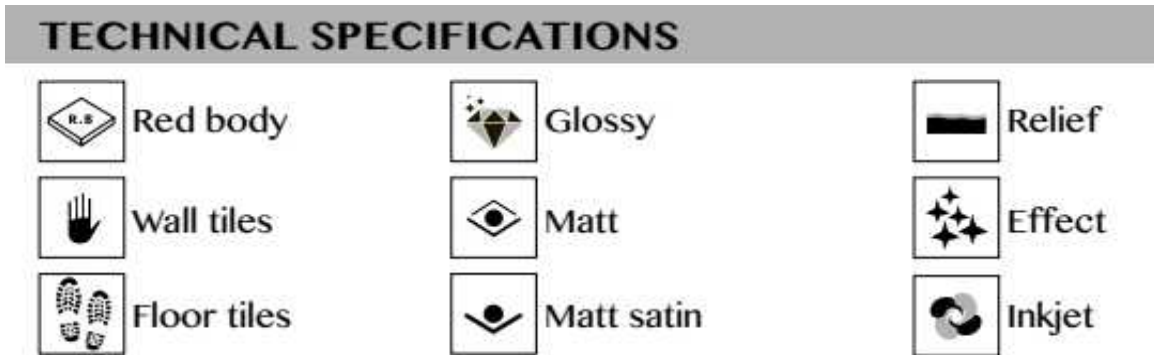 TECHNICAL SPECIFICATIONS
R.B Red body
Glossy
Relief
Wall tiles
Matt
Effect
Floor tiles
Matt satin
Inkjet